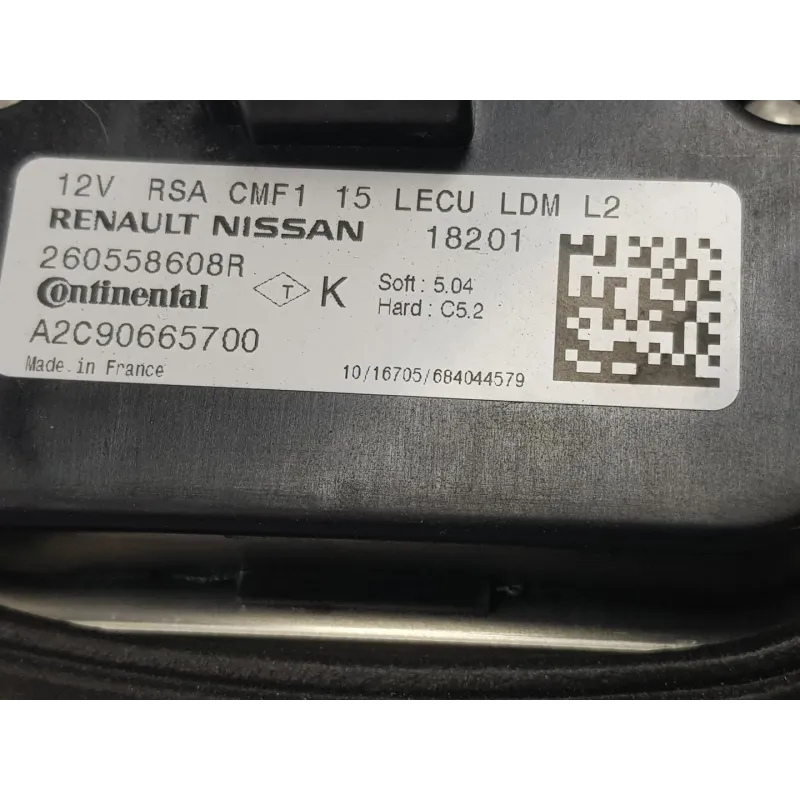 12V RSA CMF1 15 LECU LDM L2
RENAULT NISSAN 18201
260558608R
Continental T K Soft : 5.04
Hard : C5.2
A2C90665700
Made in France 10/16705/684044579